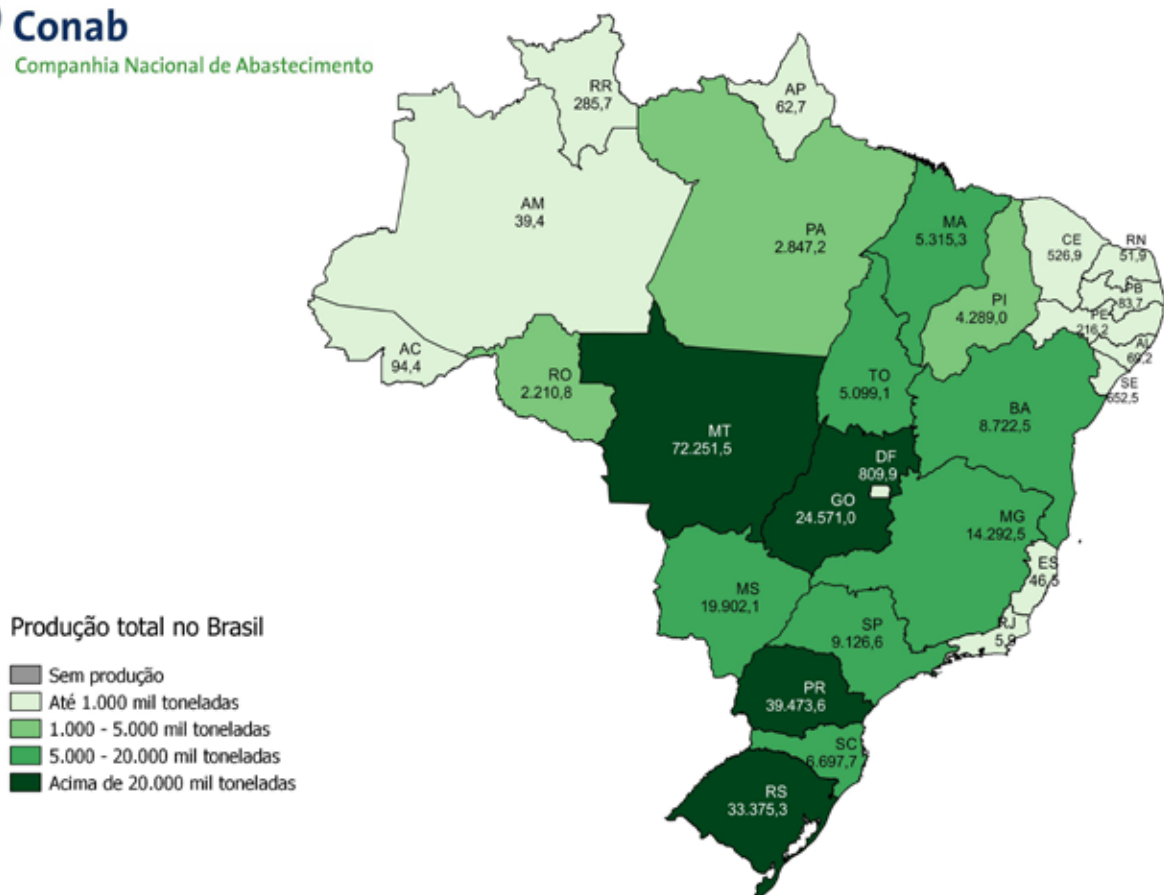 Conab
Companhia Nacional de Abastecimento
RR
285,7
AP
62,7
AM
39,4
PA
2.847,2
MA
5.315,3
CE
526,9
RN
51,9
PB
83,7
PI
4.289,0
PE
216,2
AL
69,2
SE
652,5
AC
94,4
RO
2.210,8
TO
5.099,1
BA
8.722,5
MT
72.251,5
DF
809,9
GO
24.571,0
MG
14.292,5
ES
46,5
MS
19.902,1
SP
9.126,6
RJ
5,9
PR
39.473,6
SC
6.697,7
RS
33.375,3
Produção total no Brasil
Sem produção
Até 1.000 mil toneladas
1.000 - 5.000 mil toneladas
5.000 - 20.000 mil toneladas
Acima de 20.000 mil toneladas